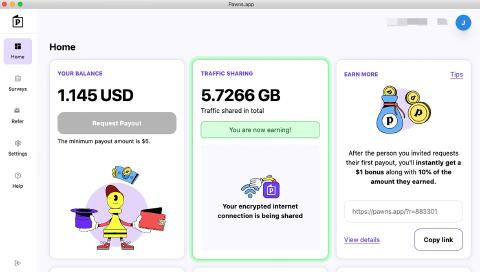 Pawns.app
J
Home
Surveys
Refer
Settings
Help
Home
YOUR BALANCE
1.145 USD
Request Payout
The minimum payout amount is $5.
TRAFFIC SHARING
5.7266 GB
Traffic shared in total
You are now earning!
Your encrypted internet
connection is being shared
EARN MORE
Tips
After the person you invited requests
their first payout, you'll instantly get a
$1 bonus along with 10% of the
amount they earned.
https://pawns.app/?r=883301
View details
Copy link